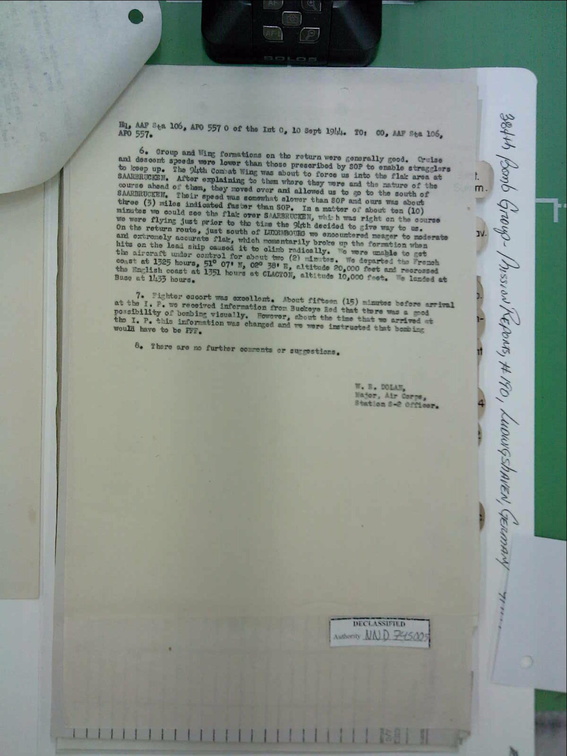 Hq, AAF Sta 106, APO 557 O of the Int O, 10 Sept 1944. TO: CO, AAF Sta 106,
APO 557.
6. Group and Wing formations on the return were generally good. Cruise
and descent speeds were lower than those prescribed by SOP to enable stragglers
to keep up. The 94th Combat Wing was about to force us into the flak area at
SAARBRUCKEN. After explaining to them where they were and the nature of the
course ahead of them, they moved over and allowed us to go to the south of
SAARBRUCKEN. Their speed was somewhat slower than SOP and ours was about
three (3) miles indicated faster than SOP. In a matter of about ten (10)
minutes we could see the flak over SAARBRUCKEN, which was right on the course
we were flying just prior to the time the 94th decided to give way to us.
On the return route, just south of LUXEMBOURG we encountered meager to moderate
and extremely accurate flak, which momentarily broke up the formation when
hits on the lead ship caused it to climb radically. We were unable to get
the aircraft under control for about two (2) minutes. We departed the French
coast at 1325 hours, 51° 07' N, 02° 38' E, altitude 20,000 feet and recrossed
the English coast at 1351 hours at CLACTON, altitude 10,000 feet. We landed at
Base at 1433 hours.
7. Fighter escort was excellent. About fifteen (15) minutes before arrival
at the I. P. we received information from Buckeye Red that there was a good
possibility of bombing visually. However, about the time that we arrived at
the I. P. this information was changed and we were instructed that bombing
would have to be PFF.
8. There are no further comments or suggestions.
W. E. DOLAN,
Major, Air Corps,
Station S-2 Officer.
DECLASSIFIED
Authority NND 745005
384th Bomb Group - Mission Reports, #190, Ludwigshaven, Germany